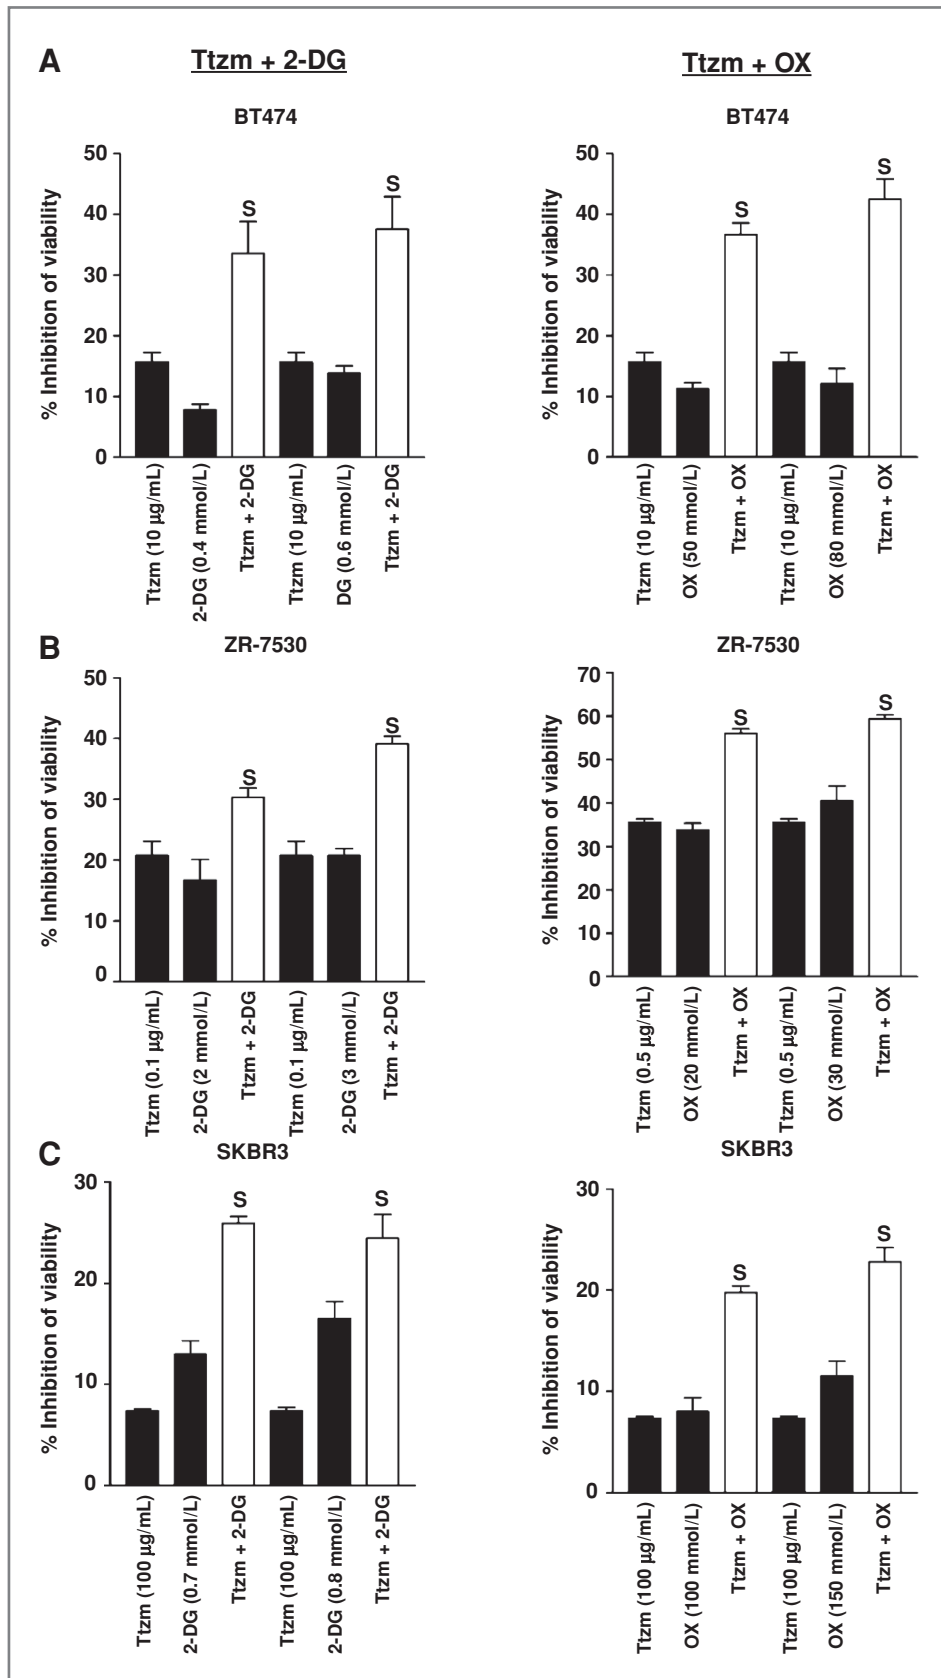 A
Ttzm + 2-DG
Ttzm + OX
BT474
% Inhibition of viability
50
40
30
20
10
0
S
S
Ttzm (10 µg/mL)
2-DG (0.4 mmol/L)
Ttzm + 2-DG
Ttzm (10 µg/mL)
DG (0.6 mmol/L)
Ttzm + 2-DG
BT474
% Inhibition of viability
50
40
30
20
10
0
S
S
Ttzm (10 µg/mL)
OX (50 mmol/L)
Ttzm + OX
Ttzm (10 µg/mL)
OX (80 mmol/L)
Ttzm + OX
B
ZR-7530
% Inhibition of viability
50
40
30
20
10
0
S
S
Ttzm (0.1 µg/mL)
2-DG (2 mmol/L)
Ttzm + 2-DG
Ttzm (0.1 µg/mL)
2-DG (3 mmol/L)
Ttzm + 2-DG
ZR-7530
% Inhibition of viability
70
60
50
40
30
20
10
0
S
S
Ttzm (0.5 µg/mL)
OX (20 mmol/L)
Ttzm + OX
Ttzm (0.5 µg/mL)
OX (30 mmol/L)
Ttzm + OX
C
SKBR3
% Inhibition of viability
30
20
10
0
S
S
Ttzm (100 µg/mL)
2-DG (0.7 mmol/L)
Ttzm + 2-DG
Ttzm (100 µg/mL)
2-DG (0.8 mmol/L)
Ttzm + 2-DG
SKBR3
% Inhibition of viability
30
20
10
0
S
S
Ttzm (100 µg/mL)
OX (100 mmol/L)
Ttzm + OX
Ttzm (100 µg/mL)
OX (150 mmol/L)
Ttzm + OX